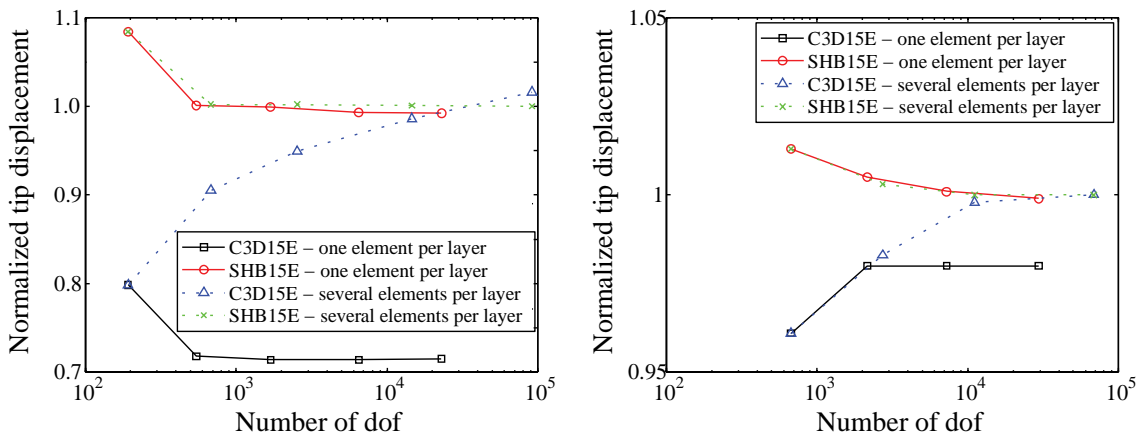 Normalized tip displacement
1.1
1.0
0.9
0.8
0.7
C3D15E – one element per layer
SHB15E – one element per layer
C3D15E – several elements per layer
SHB15E – several elements per layer
10^2 10^3 10^4 10^5
Number of dof
Normalized tip displacement
1.05
1
0.95
C3D15E – one element per layer
SHB15E – one element per layer
C3D15E – several elements per layer
SHB15E – several elements per layer
10^2 10^3 10^4 10^5
Number of dof